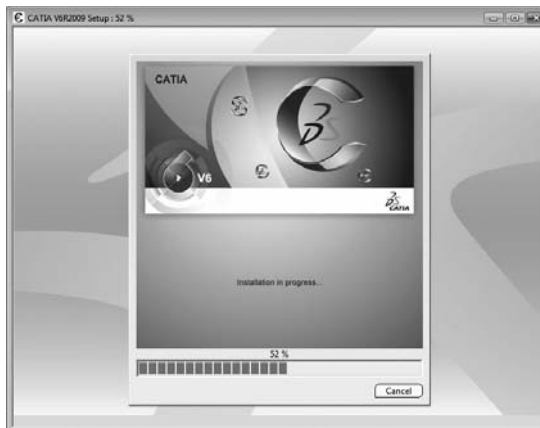 CATIA V6R2009 Setup : 52 %
CATIA
V6
CATIA
Installation in progress...
52 %
Cancel